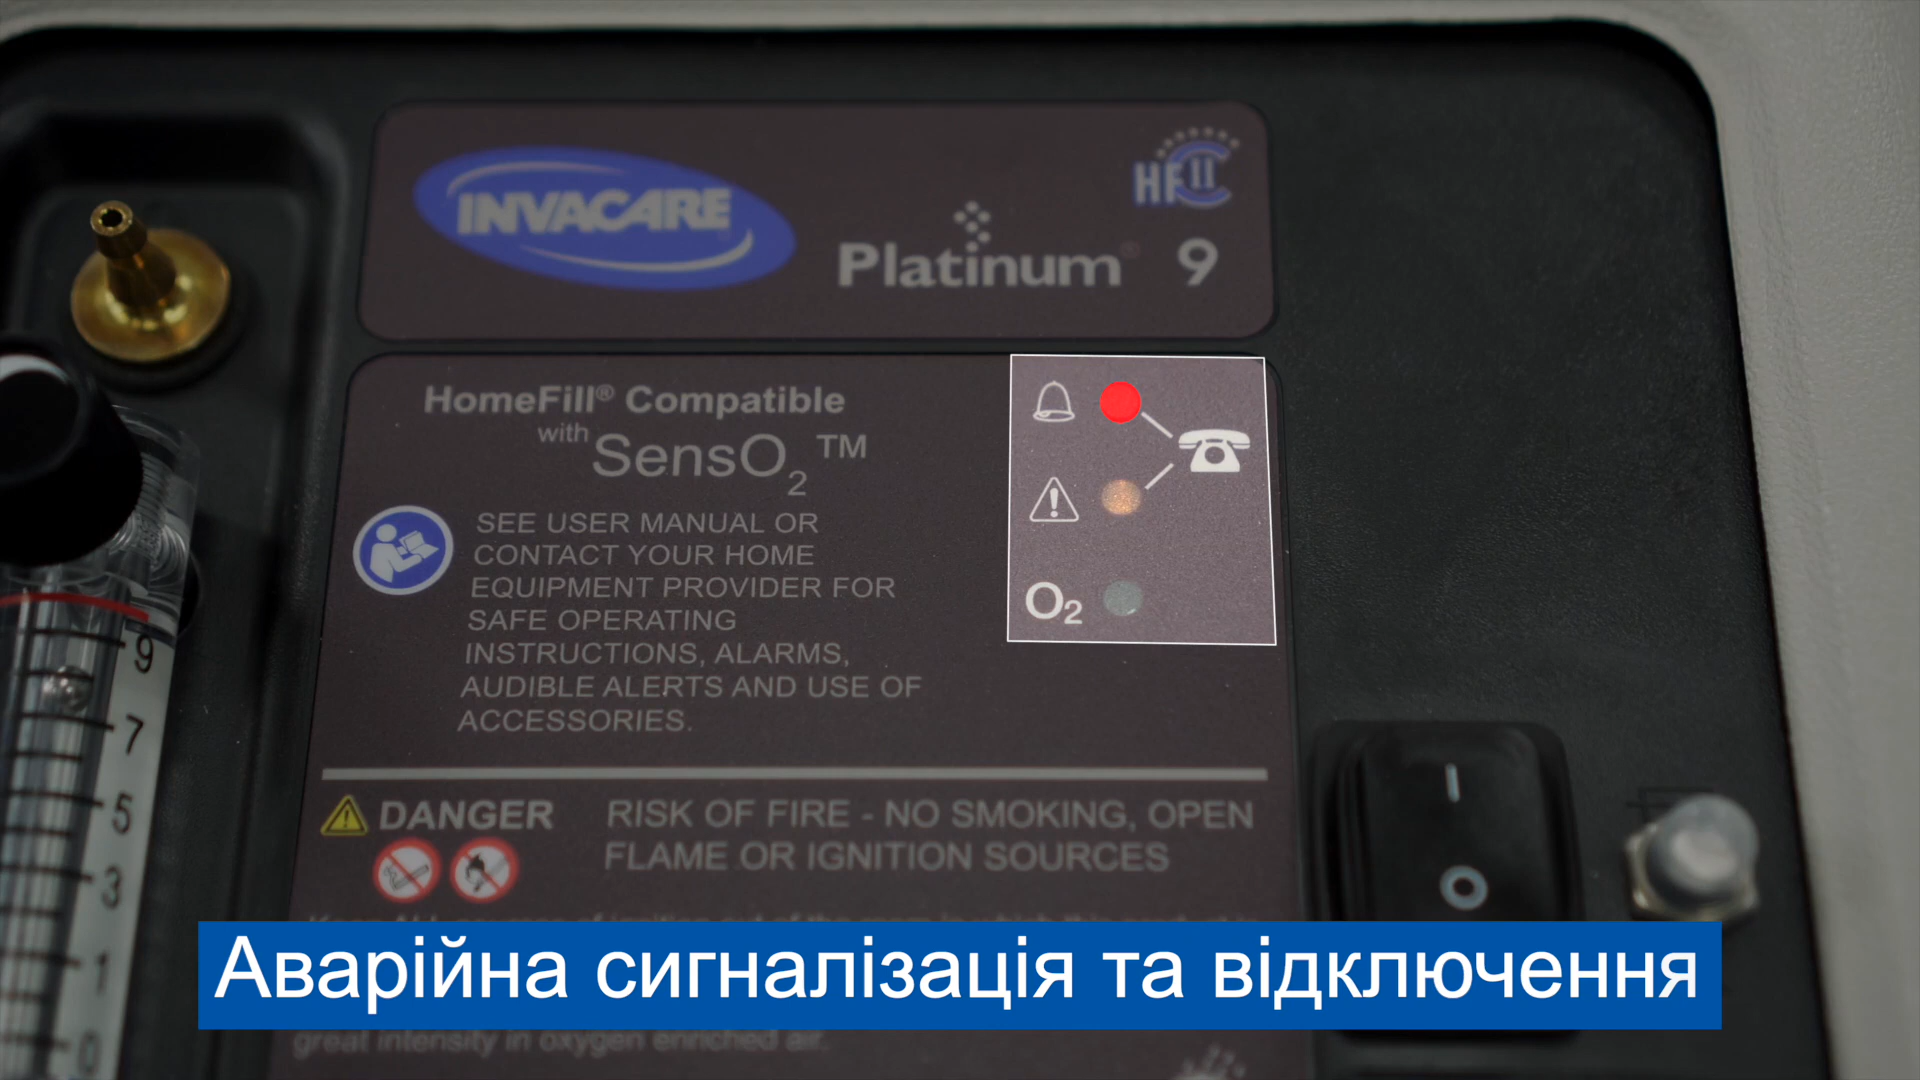 INVACARE
HF II C
Platinum® 9
HomeFill® Compatible
with SensO2™
O2
SEE USER MANUAL OR
CONTACT YOUR HOME
EQUIPMENT PROVIDER FOR
SAFE OPERATING
INSTRUCTIONS, ALARMS,
AUDIBLE ALERTS AND USE OF
ACCESSORIES.
9
7
5
3
1
0
DANGER RISK OF FIRE - NO SMOKING, OPEN
FLAME OR IGNITION SOURCES
Аварійна сигналізація та відключення
great intensity in oxygen enriched air.